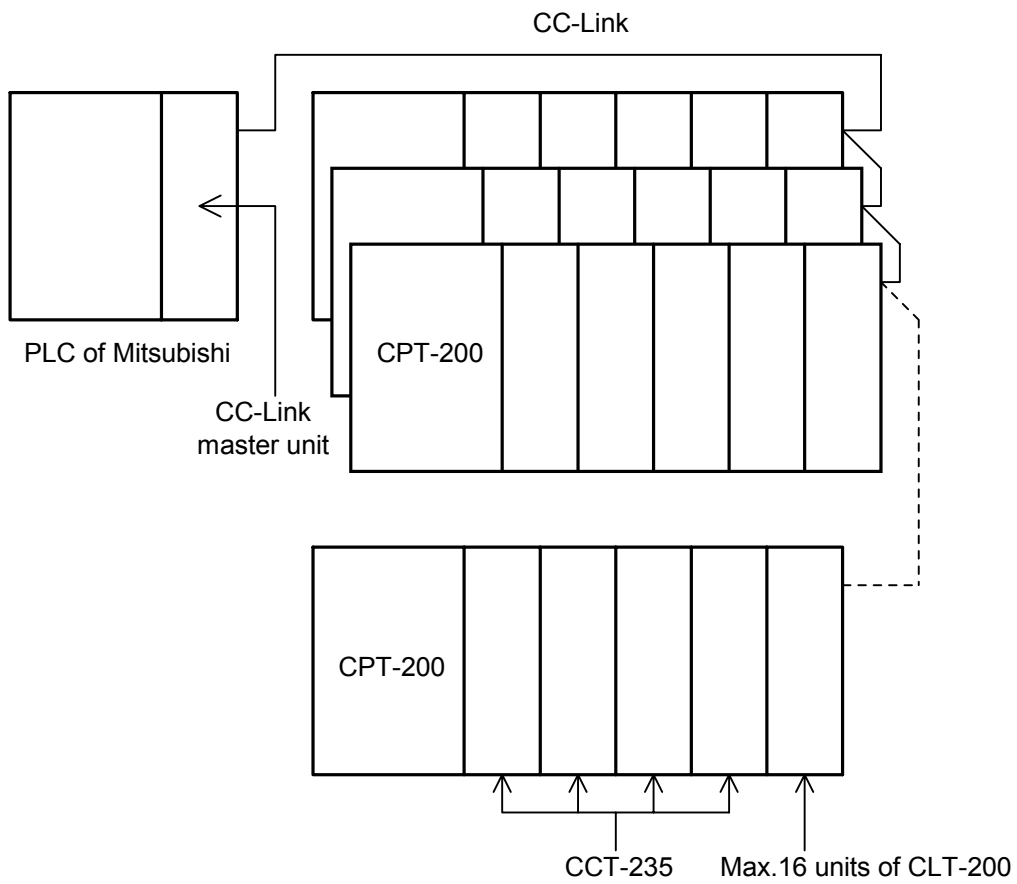 CC-Link
PLC of Mitsubishi
CPT-200
CC-Link
master unit
CPT-200
CCT-235
Max.16 units of CLT-200